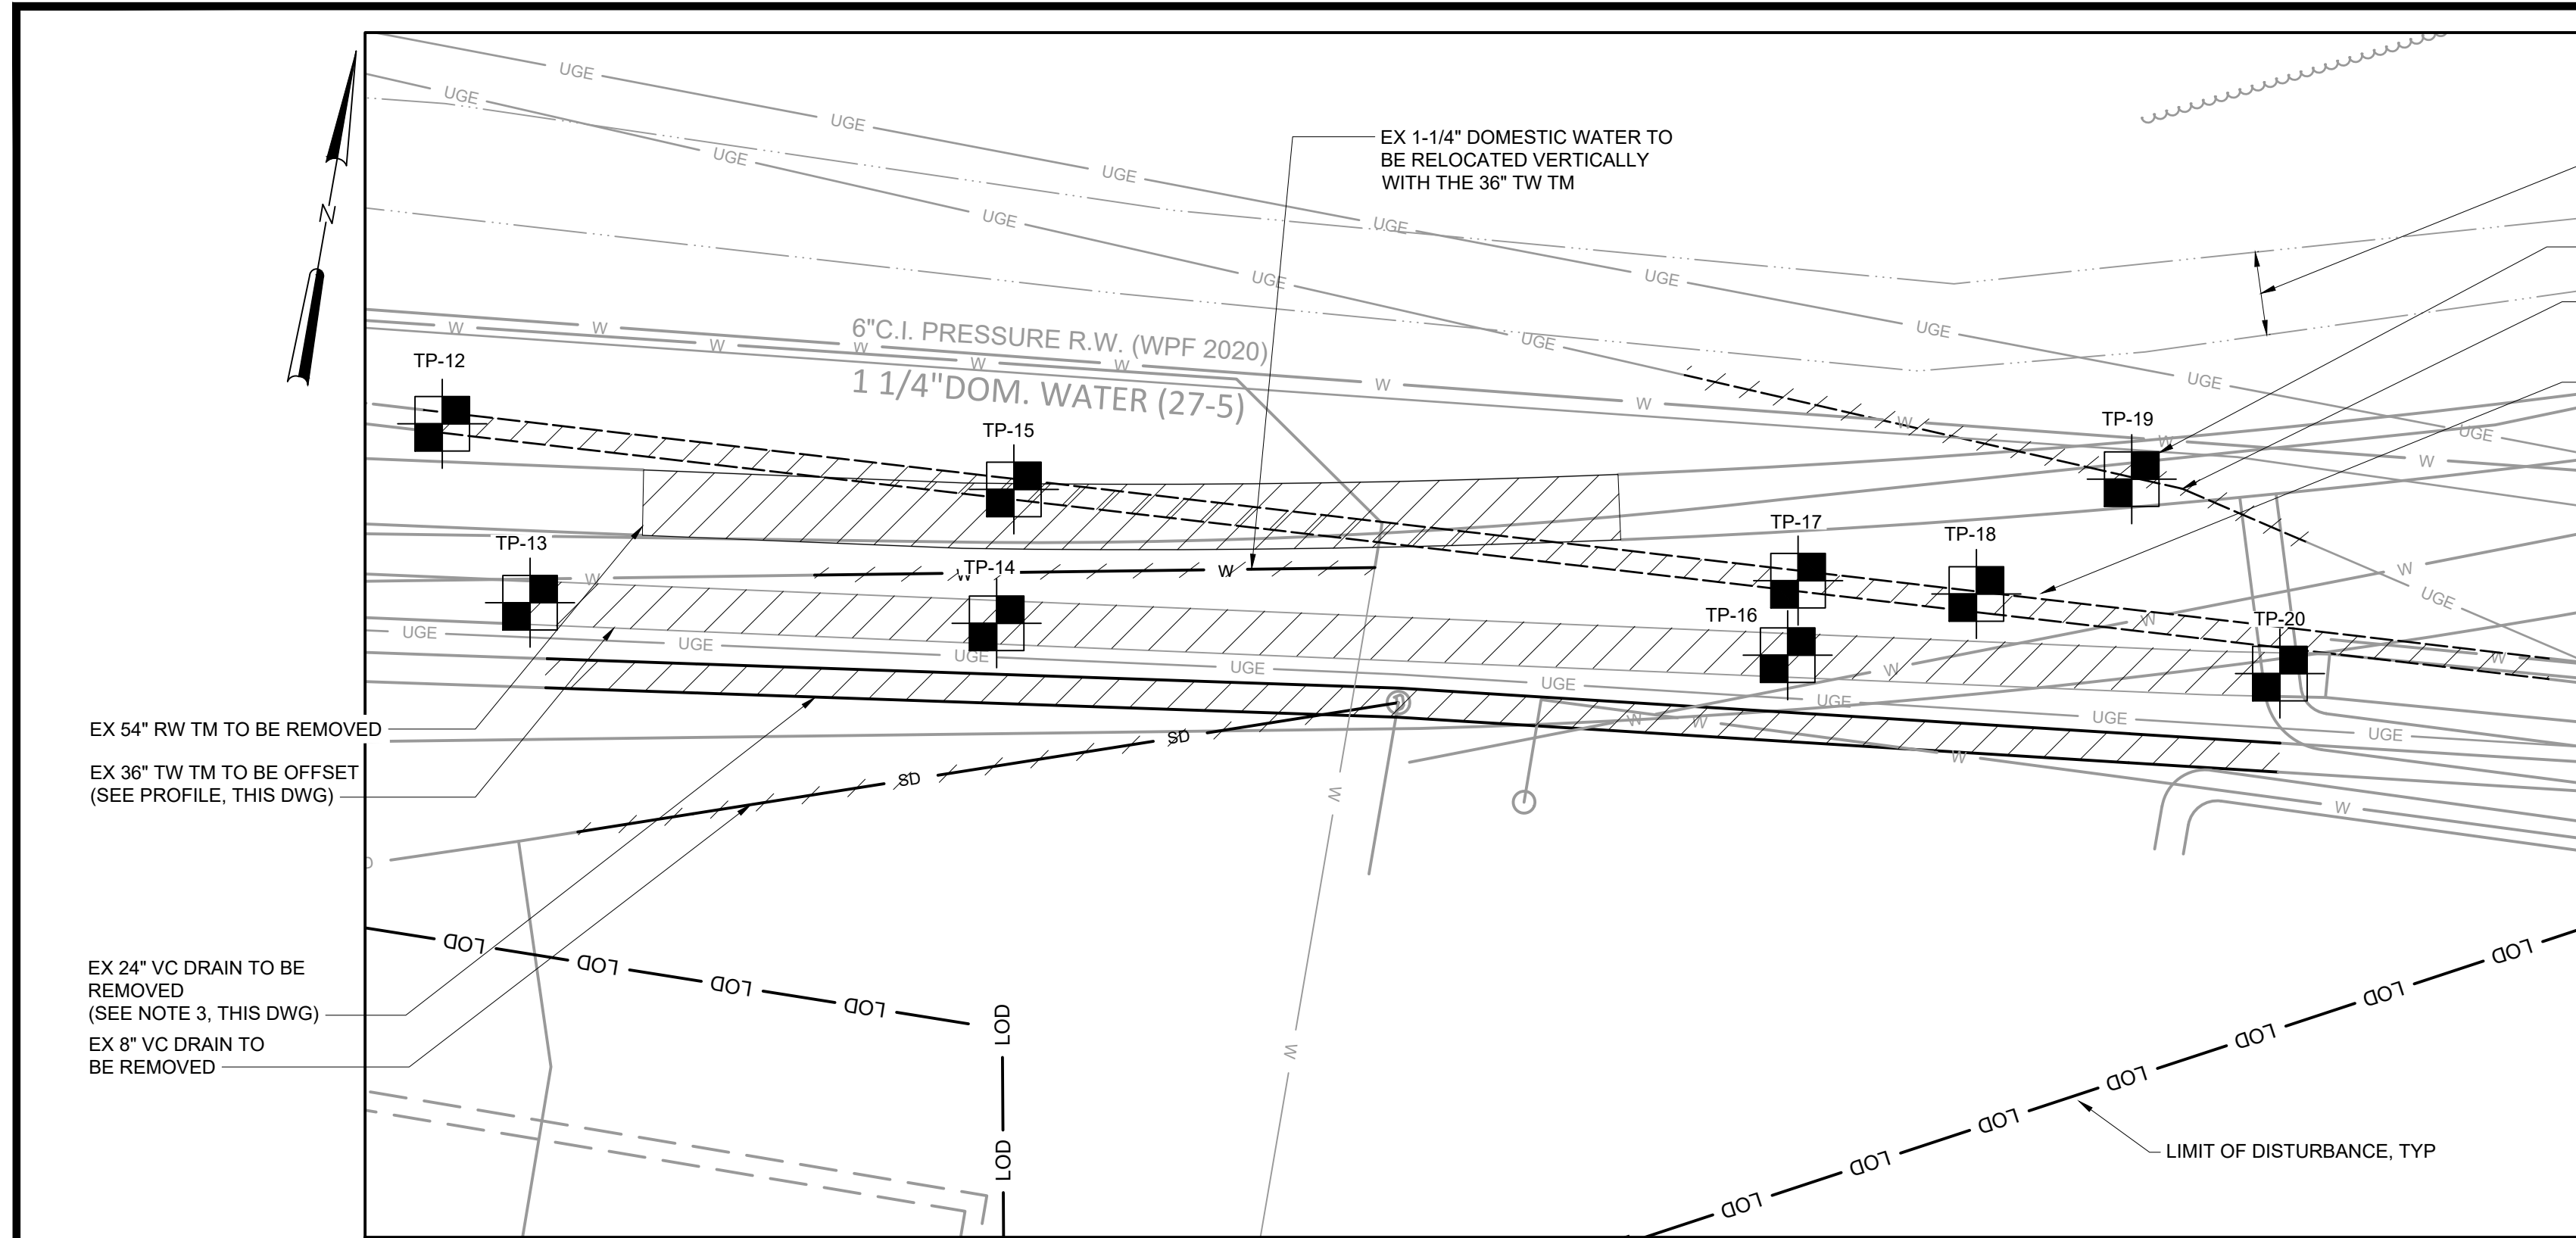 UGE
UGE
UGE
UGE
UGE
UGE
UGE
UGE
UGE
UGE
UGE
UGE
UGE
N
EX 1-1/4" DOMESTIC WATER TO
BE RELOCATED VERTICALLY
WITH THE 36" TW TM
6"C.I. PRESSURE R.W. (WPF 2020)
1 1/4"DOM. WATER (27-5)
W
W
W
W
W
W
W
W
W
W
W
TP-12
TP-15
TP-19
TP-13
TP-14
TP-17
TP-18
TP-16
TP-20
W
W
W
W
W
W
W
UGE
UGE
UGE
UGE
UGE
UGE
UGE
UGE
UGE
UGE
W
W
W
W
W
W
SD
SD
D
D
EX 54" RW TM TO BE REMOVED
EX 36" TW TM TO BE OFFSET
(SEE PROFILE, THIS DWG)
EX 24" VC DRAIN TO BE
REMOVED
(SEE NOTE 3, THIS DWG)
EX 8" VC DRAIN TO
BE REMOVED
LOD
LOD
LOD
LOD
LOD
LOD
LOD
LOD
LOD
LOD
LOD
LOD
LOD
LIMIT OF DISTURBANCE, TYP